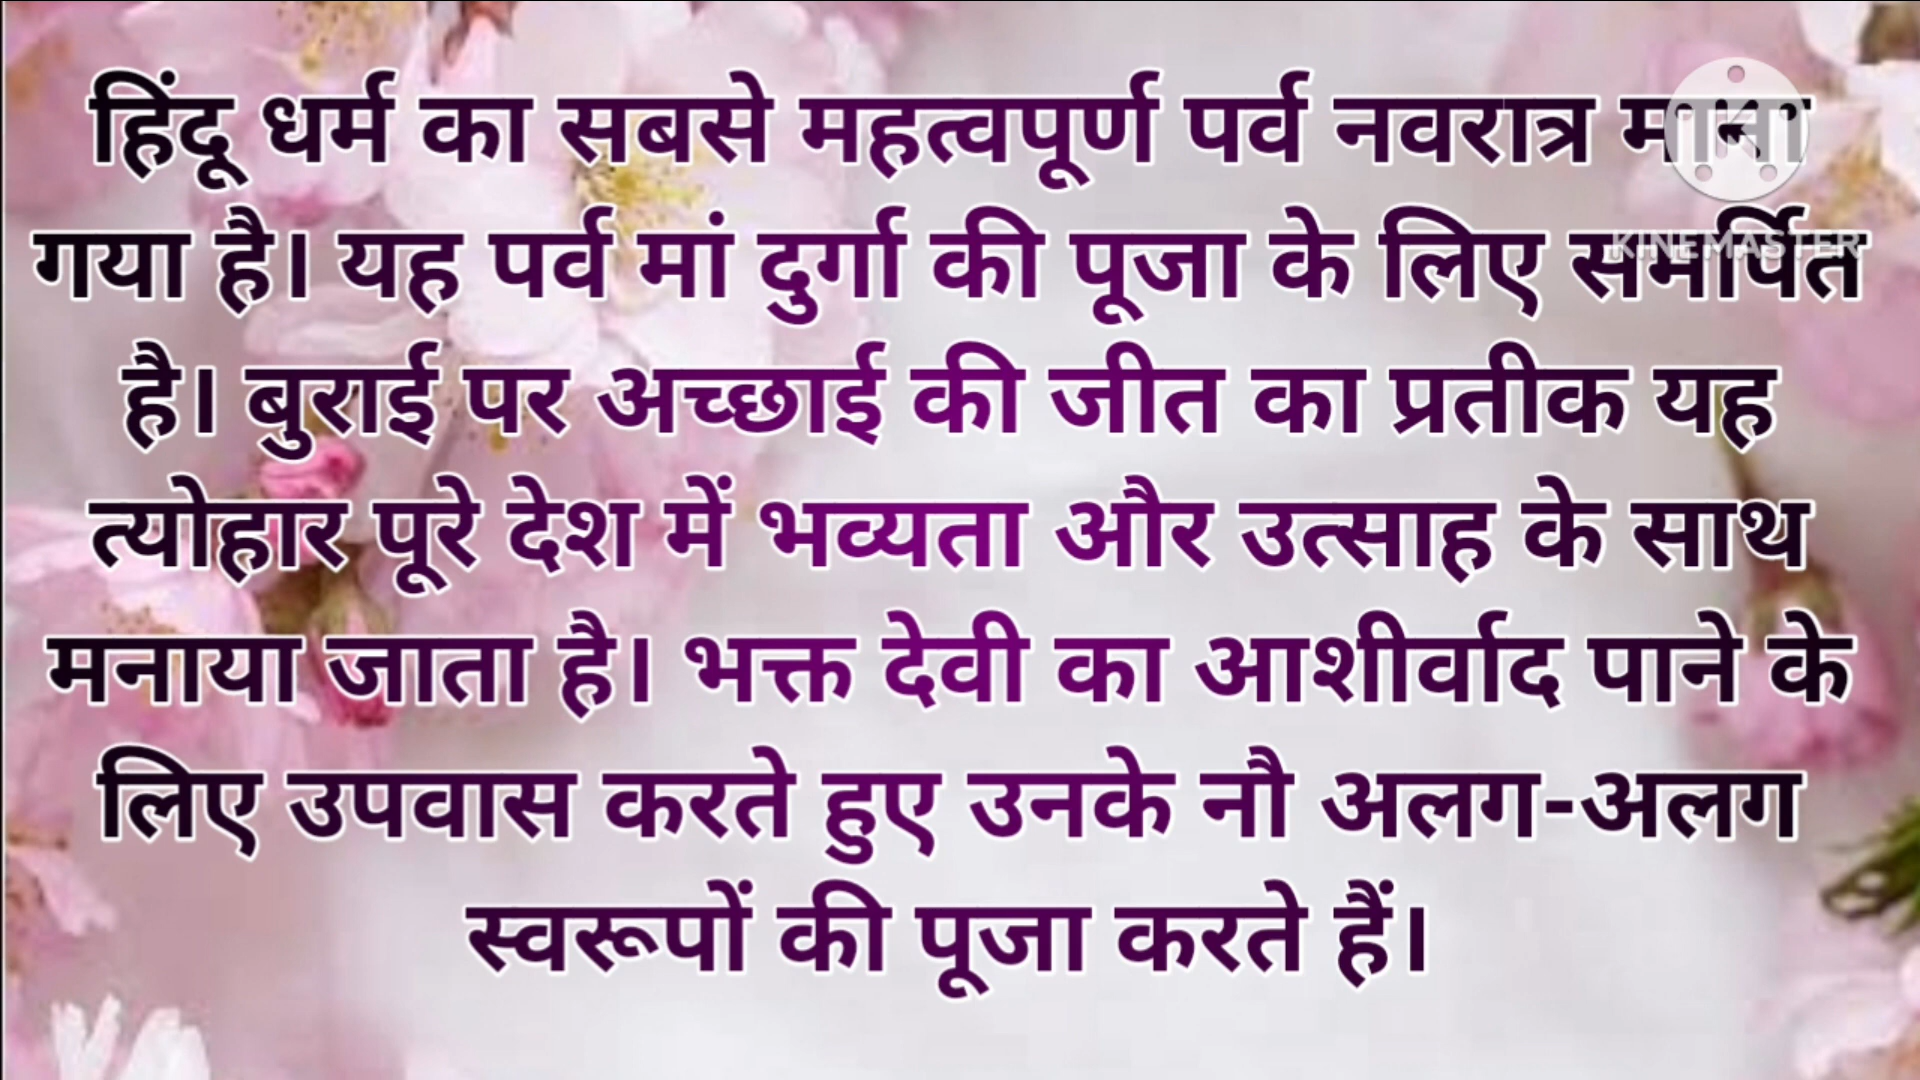 हिंदू धर्म का सबसे महत्वपूर्ण पर्व नवरात्र माना
गया है। यह पर्व मां दुर्गा की पूजा के लिए समर्पित
है। बुराई पर अच्छाई की जीत का प्रतीक यह
त्योहार पूरे देश में भव्यता और उत्साह के साथ
मनाया जाता है। भक्त देवी का आशीर्वाद पाने के
लिए उपवास करते हुए उनके नौ अलग-अलग
स्वरूपों की पूजा करते हैं।
KINEMASTER